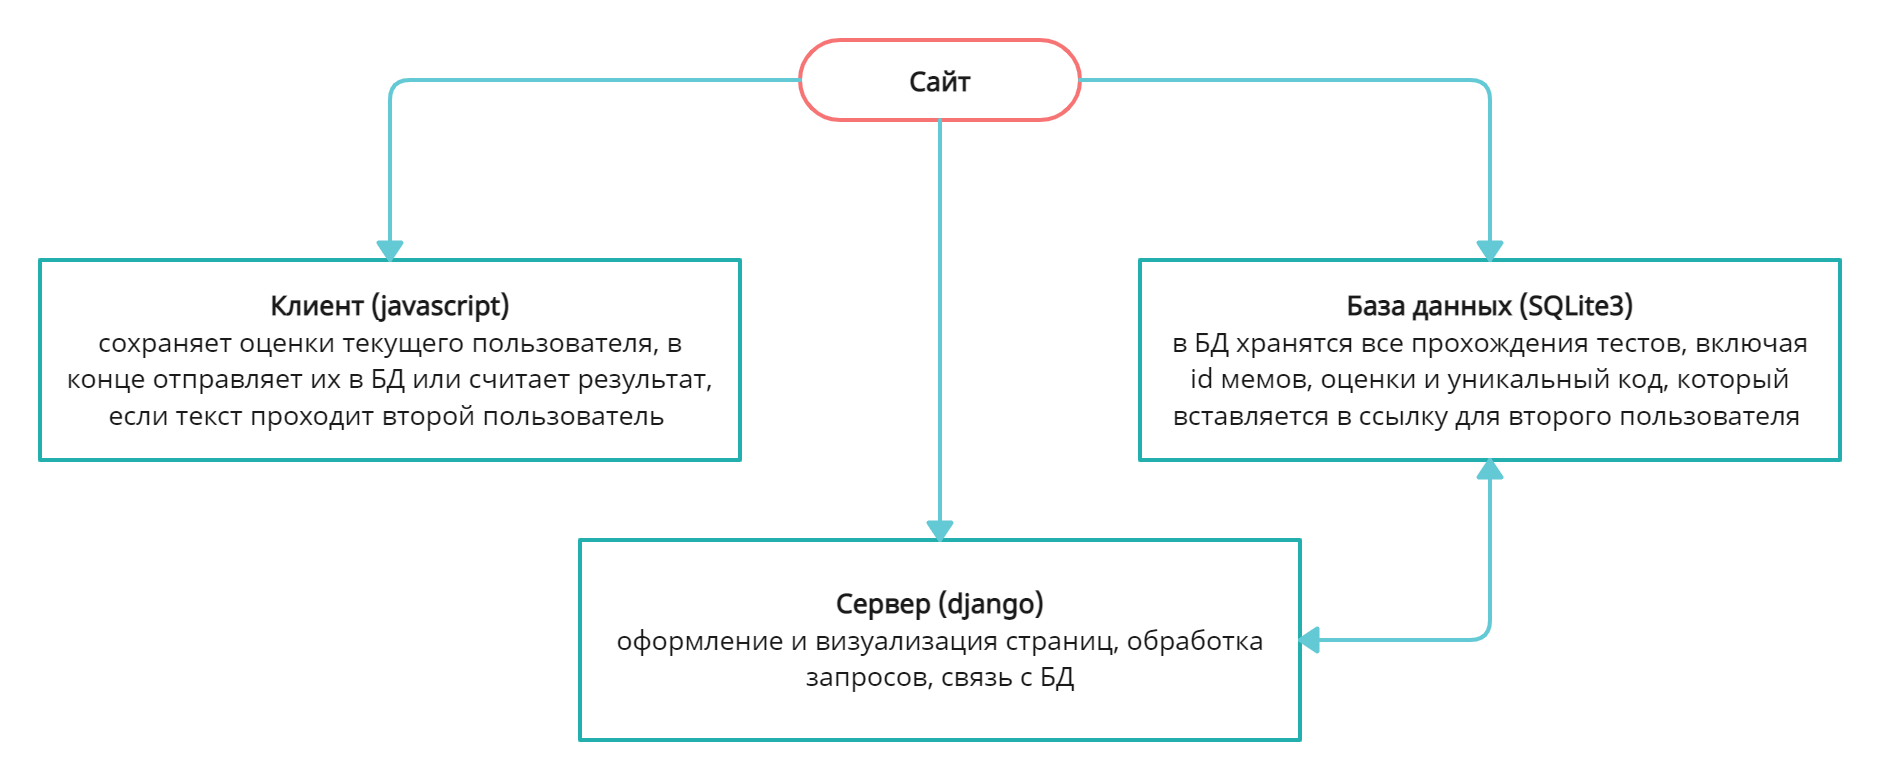 Сайт
Клиент (javascript)
сохраняет оценки текущего пользователя, в
конце отправляет их в БД или считает результат,
если текст проходит второй пользователь
База данных (SQLite3)
в БД хранятся все прохождения тестов, включая
id мемов, оценки и уникальный код, который
вставляется в ссылку для второго пользователя
Сервер (django)
оформление и визуализация страниц, обработка
запросов, связь с БД